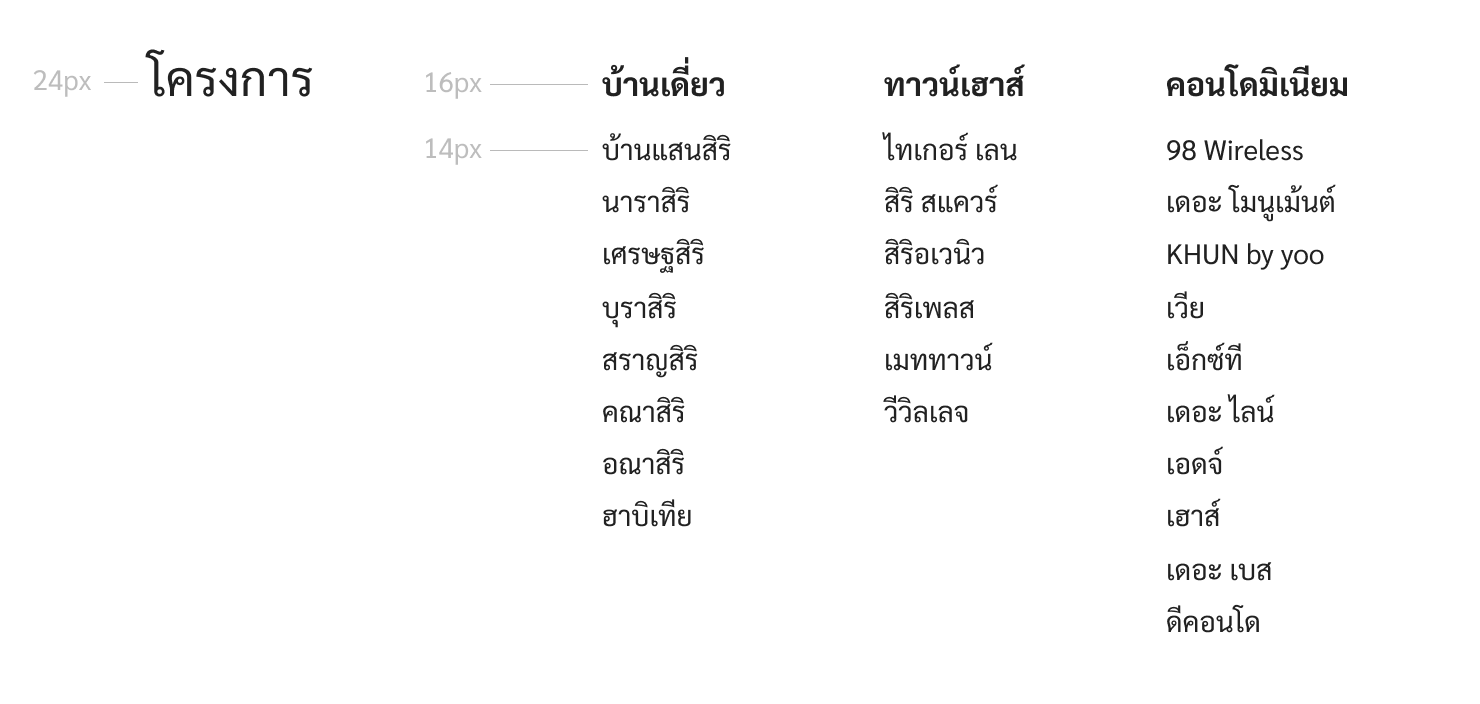 24px
โครงการ
16px
บ้านเดี่ยว
14px
บ้านแสนสิริ
นาราสิริ
เศรษฐสิริ
บุราสิริ
สราญสิริ
คณาสิริ
อณาสิริ
ฮาบิเทีย
ทาวน์เฮาส์
ไทเกอร์ เลน
สิริ สแควร์
สิริอเวนิว
สิริเพลส
เมททาวน์
วีวิลเลจ
คอนโดมิเนียม
98 Wireless
เดอะ โมนูเม้นต์
KHUN by yoo
เวีย
เอ็กซ์ที
เดอะ ไลน์
เอดจ์
เฮาส์
เดอะ เบส
ดีคอนโด